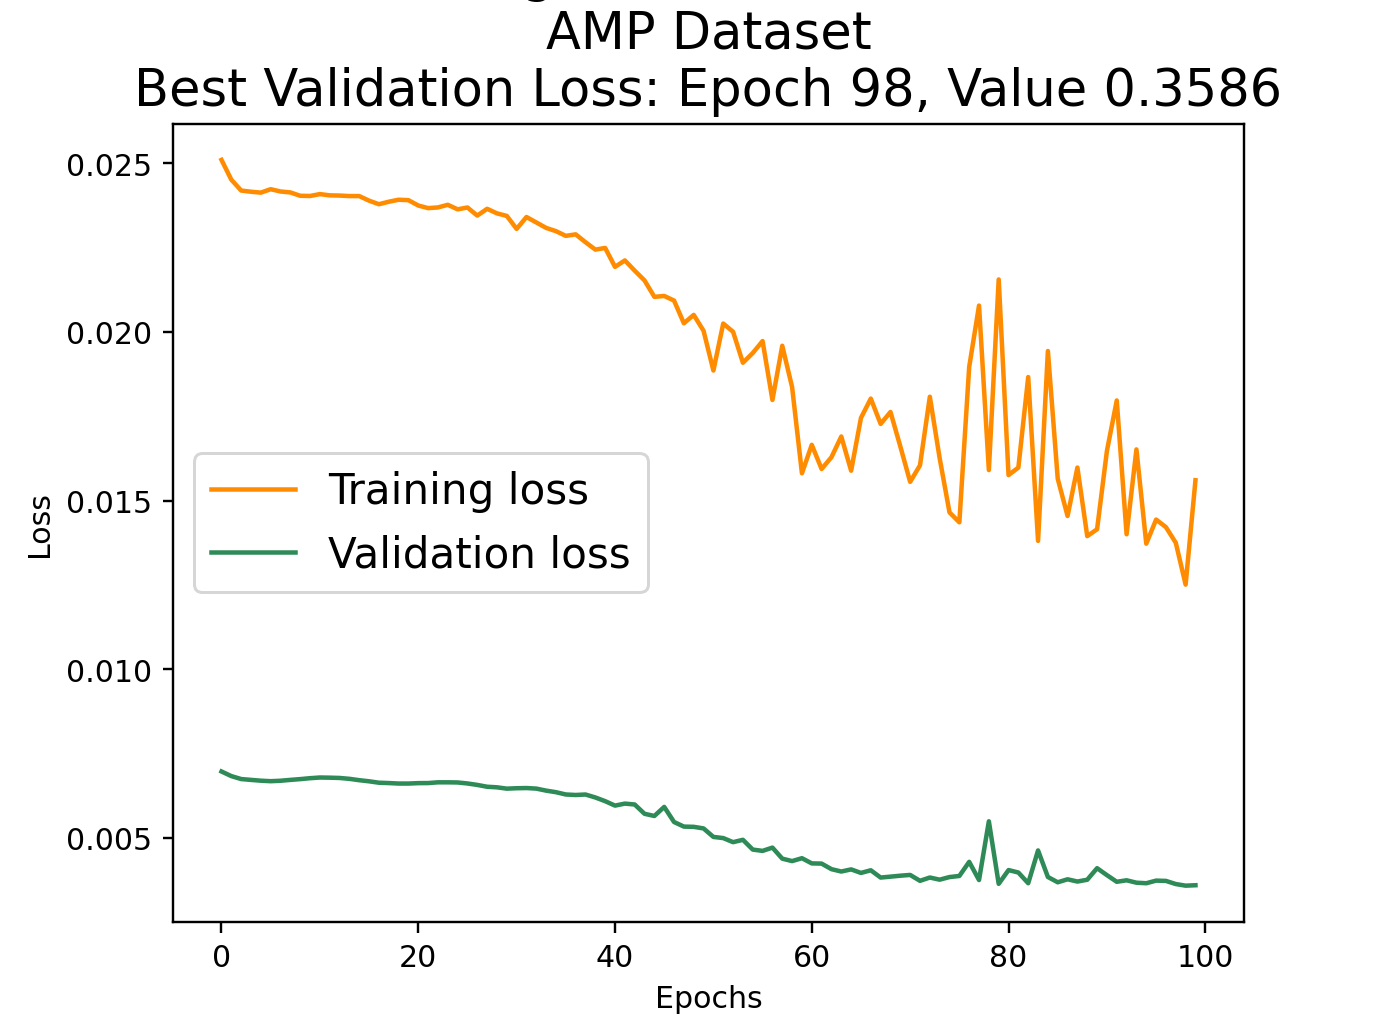 AMP Dataset
Best Validation Loss: Epoch 98, Value 0.3586
0.025
0.020
0.015
0.010
0.005
Loss
Training loss
Validation loss
0 20 40 60 80 100
Epochs